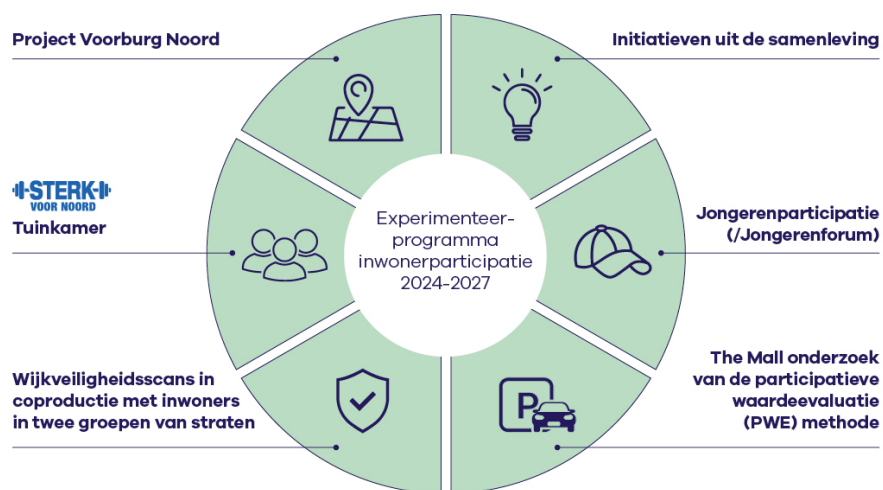 Project Voorburg Noord
Initiatieven uit de samenleving
STERK
VOOR NOORD
Tuinkamer
Experimenteer-
programma
inwonerparticipatie
2024-2027
Jongerenparticipatie
(/Jongerenforum)
Wijkveiligheidsscans in
coproductie met inwoners
in twee groepen van straten
P
The Mall onderzoek
van de participatieve
waardeevaluatie
(PWE) methode